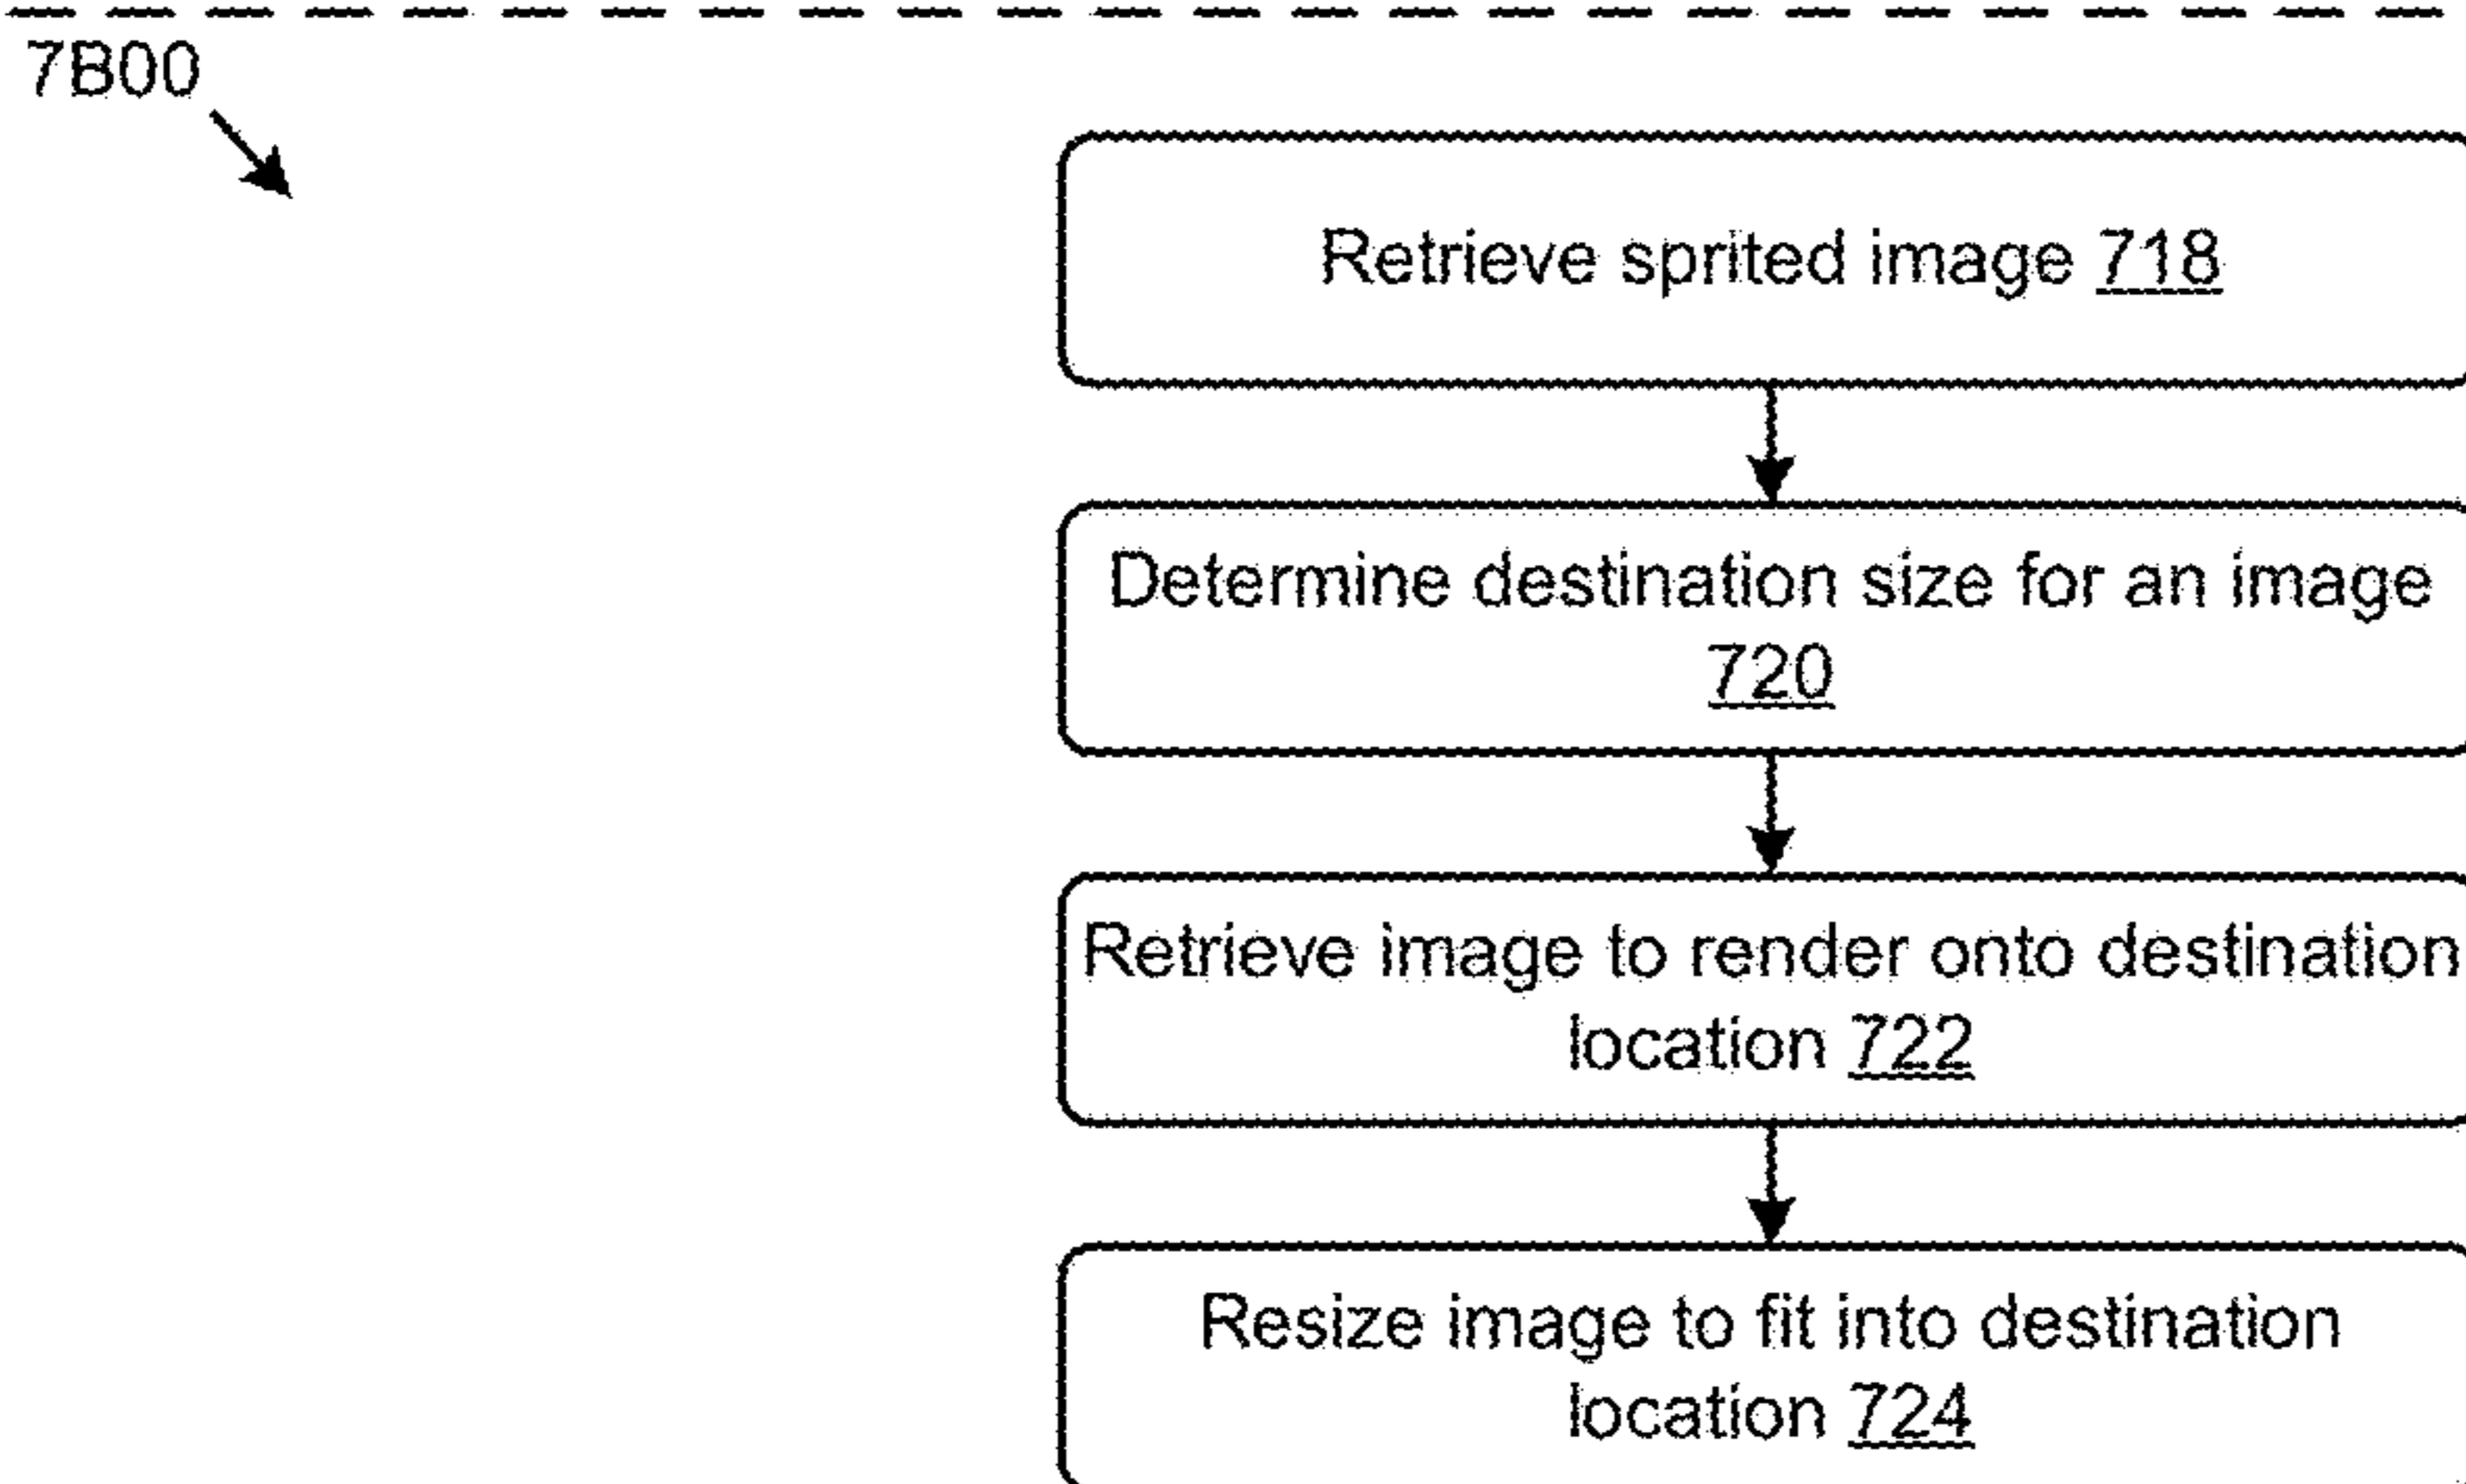 7B00
Retrieve sprited image 718
Determine destination size for an image
720
Retrieve image to render onto destination
location 722
Resize image to fit into destination
location 724